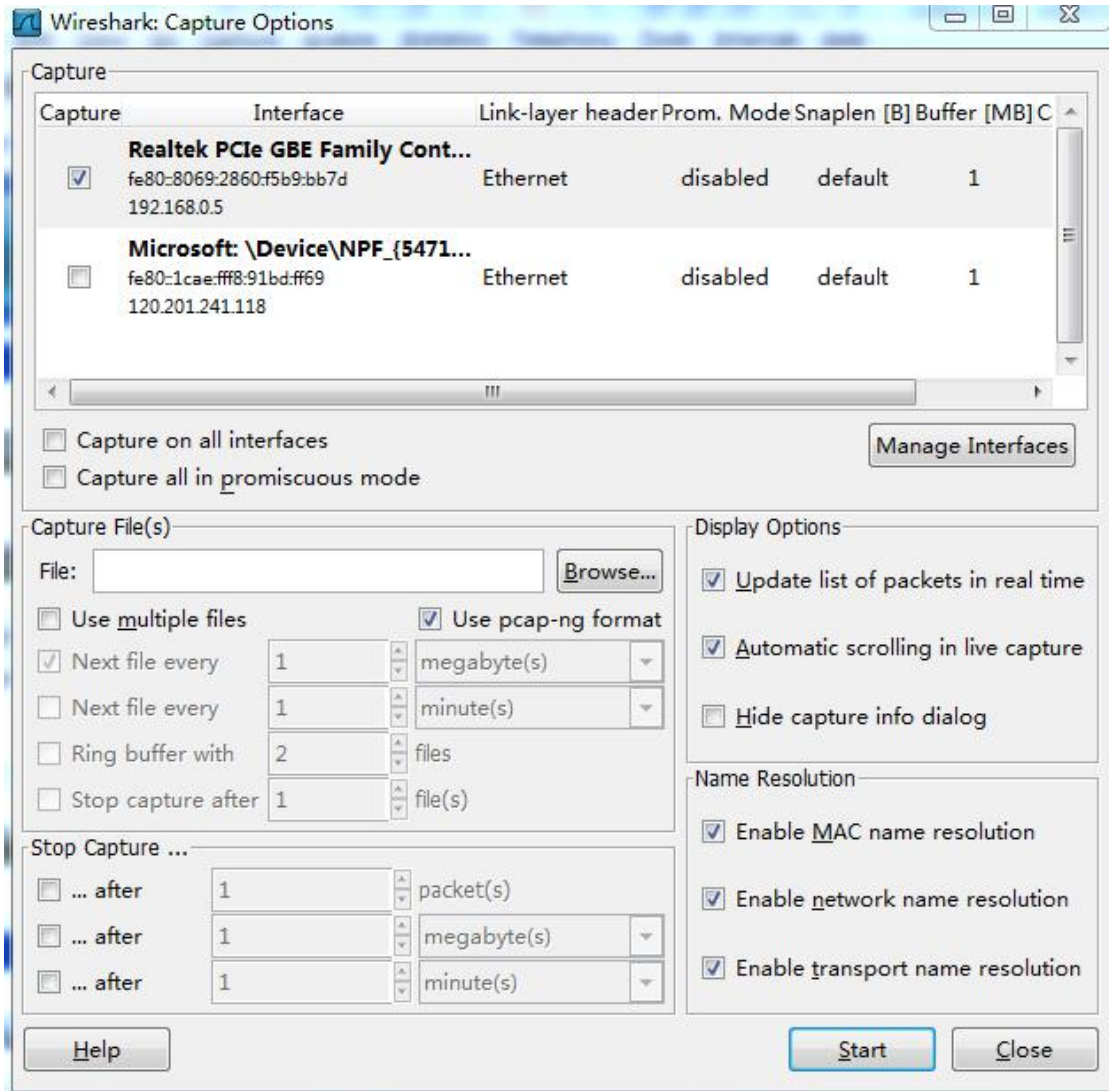 Wireshark: Capture Options
Capture
Capture Interface Link-layer header Prom. Mode Snaplen [B] Buffer [MB] C
Realtek PCIe GBE Family Cont...
fe80::8069:2860:f5b9:bb7d Ethernet disabled default 1
192.168.0.5
Microsoft: \Device\NPF_{5471...
fe80::1cae:fff8:91bd:ff69 Ethernet disabled default 1
120.201.241.118
Capture on all interfaces
Manage Interfaces
Capture all in promiscuous mode
Capture File(s)
File: Browse...
Use multiple files Use pcap-ng format
Next file every 1 megabyte(s)
Next file every 1 minute(s)
Ring buffer with 2 files
Stop capture after 1 file(s)
Stop Capture ...
... after 1 packet(s)
... after 1 megabyte(s)
... after 1 minute(s)
Display Options
Update list of packets in real time
Automatic scrolling in live capture
Hide capture info dialog
Name Resolution
Enable MAC name resolution
Enable network name resolution
Enable transport name resolution
Help Start Close